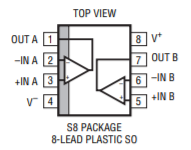 TOP VIEW
OUT A 1
–IN A 2
+IN A 3
V⁻ 4
8 V⁺
7 OUT B
6 –IN B
5 +IN B
S8 PACKAGE
8-LEAD PLASTIC SO